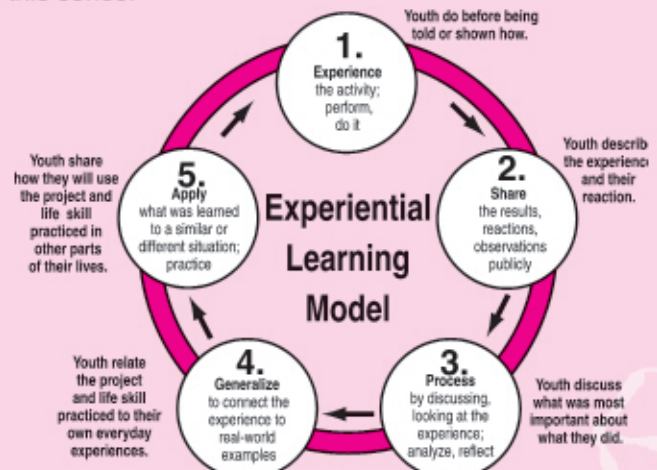 Youth do before being
told or shown how.
1.
Experience
the activity;
perform,
do it
Youth describ
the experienc
and their
reaction.
2.
Share
the results,
reactions,
observations
publicly
Youth share
how they will use
the project and
life skill
practiced in
other parts
of their lives.
5.
Apply
what was learned
to a similar or
different situation;
practice
Experiential
Learning
Model
Youth relate
the project
and life skill
practiced to their
own everyday
experiences.
4.
Generalize
to connect the
experience to
real-world
examples
3.
Process
by discussing,
looking at the
experience;
analyze, reflect
Youth discuss
what was most
important about
what they did.